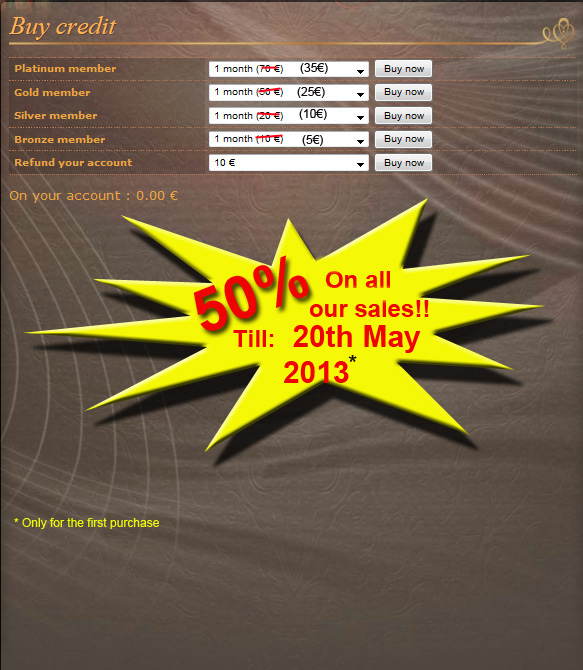 Buy credit
Platinum member 1 month (70 €) (35€) Buy now
Gold member 1 month (50 €) (25€) Buy now
Silver member 1 month (20 €) (10€) Buy now
Bronze member 1 month (10 €) (5€) Buy now
Refund your account 10 € Buy now
On your account : 0.00 €
50% On all
our sales!!
Till: 20th May
2013*
* Only for the first purchase